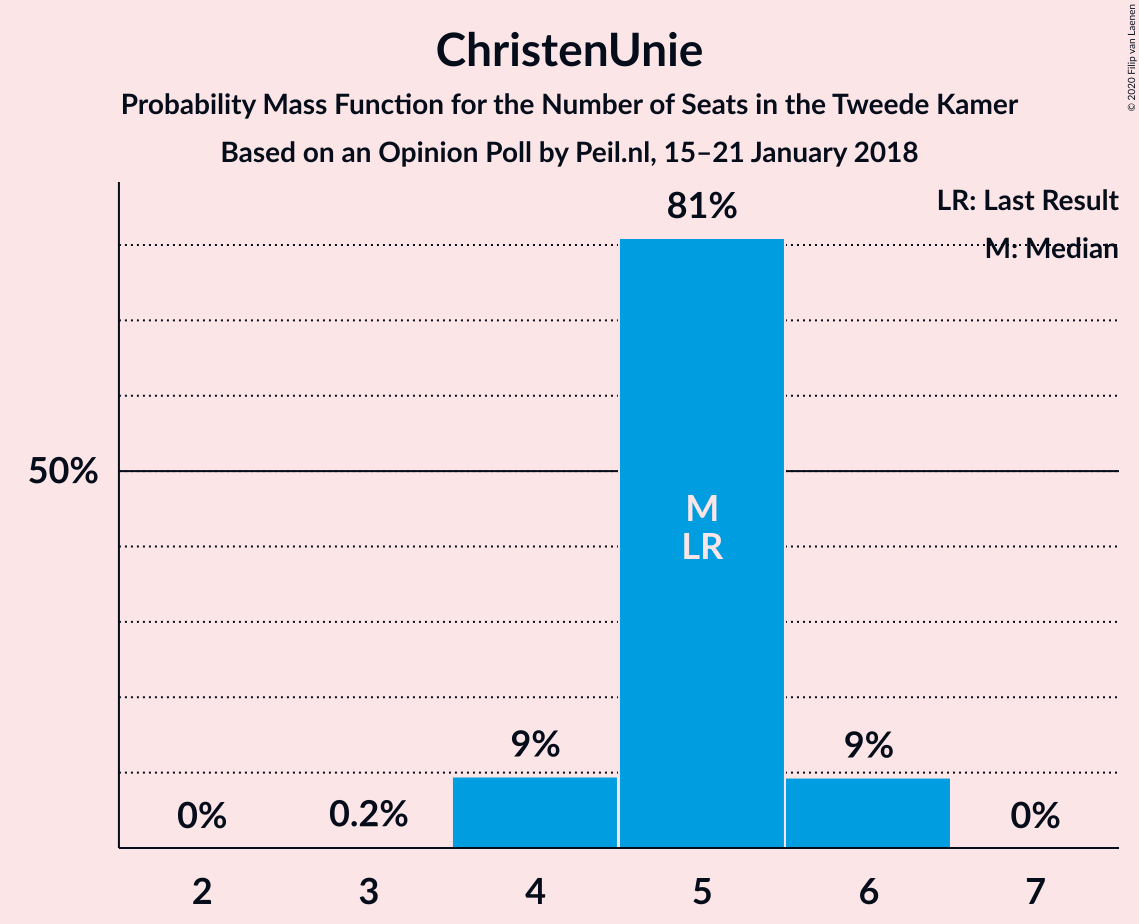 ChristenUnie
Probability Mass Function for the Number of Seats in the Tweede Kamer
Based on an Opinion Poll by Peil.nl, 15–21 January 2018
© 2020 Filip van Laenen
LR: Last Result
M: Median
81%
50%
M
LR
9%
9%
0%
0.2%
0%
2
3
4
5
6
7